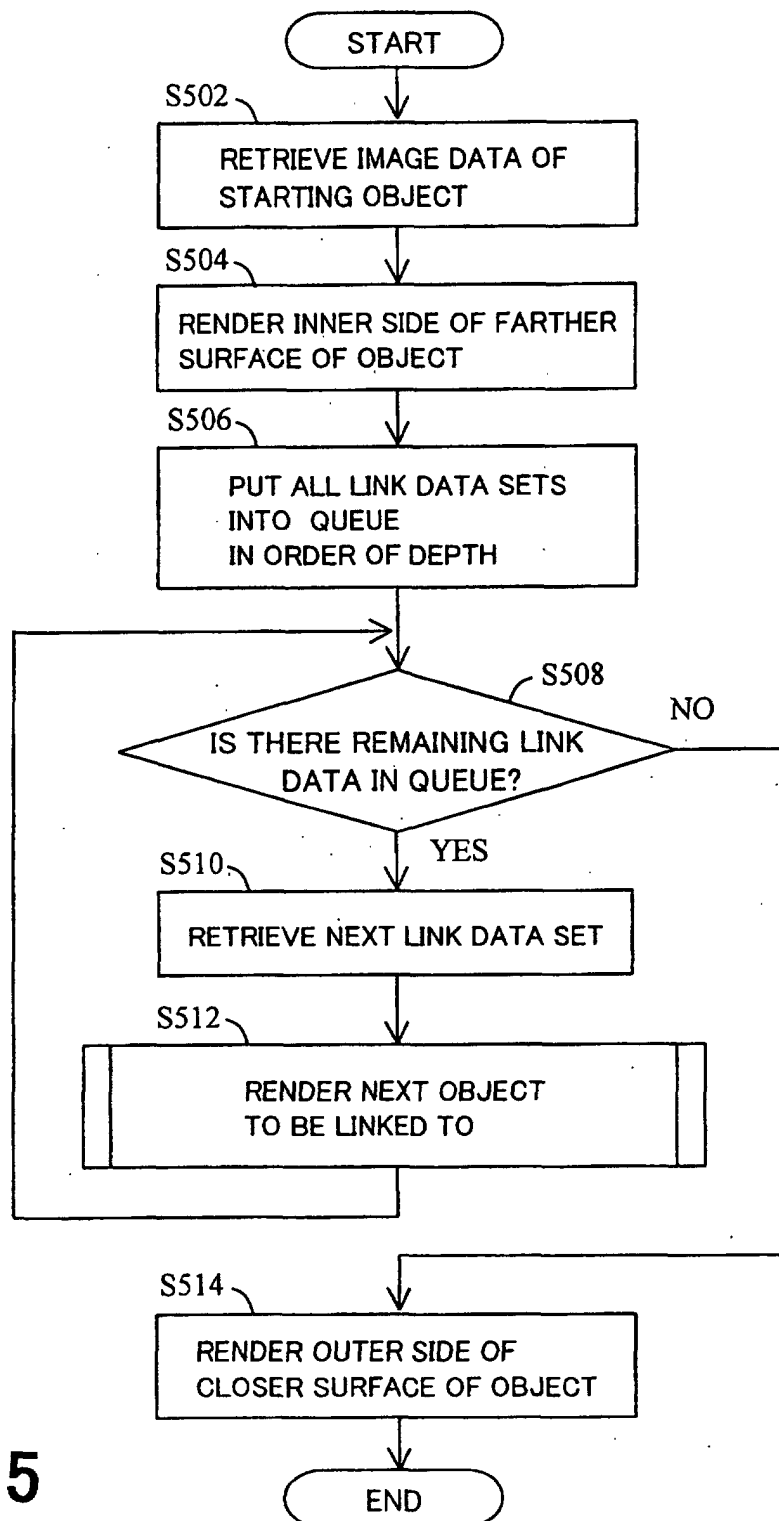 START
S502
RETRIEVE IMAGE DATA OF
STARTING OBJECT
S504
RENDER INNER SIDE OF FARTHER
SURFACE OF OBJECT
S506
PUT ALL LINK DATA SETS
INTO QUEUE
IN ORDER OF DEPTH
S508
NO
IS THERE REMAINING LINK
DATA IN QUEUE?
YES
S510
RETRIEVE NEXT LINK DATA SET
S512
RENDER NEXT OBJECT
TO BE LINKED TO
S514
RENDER OUTER SIDE OF
CLOSER SURFACE OF OBJECT
5
END